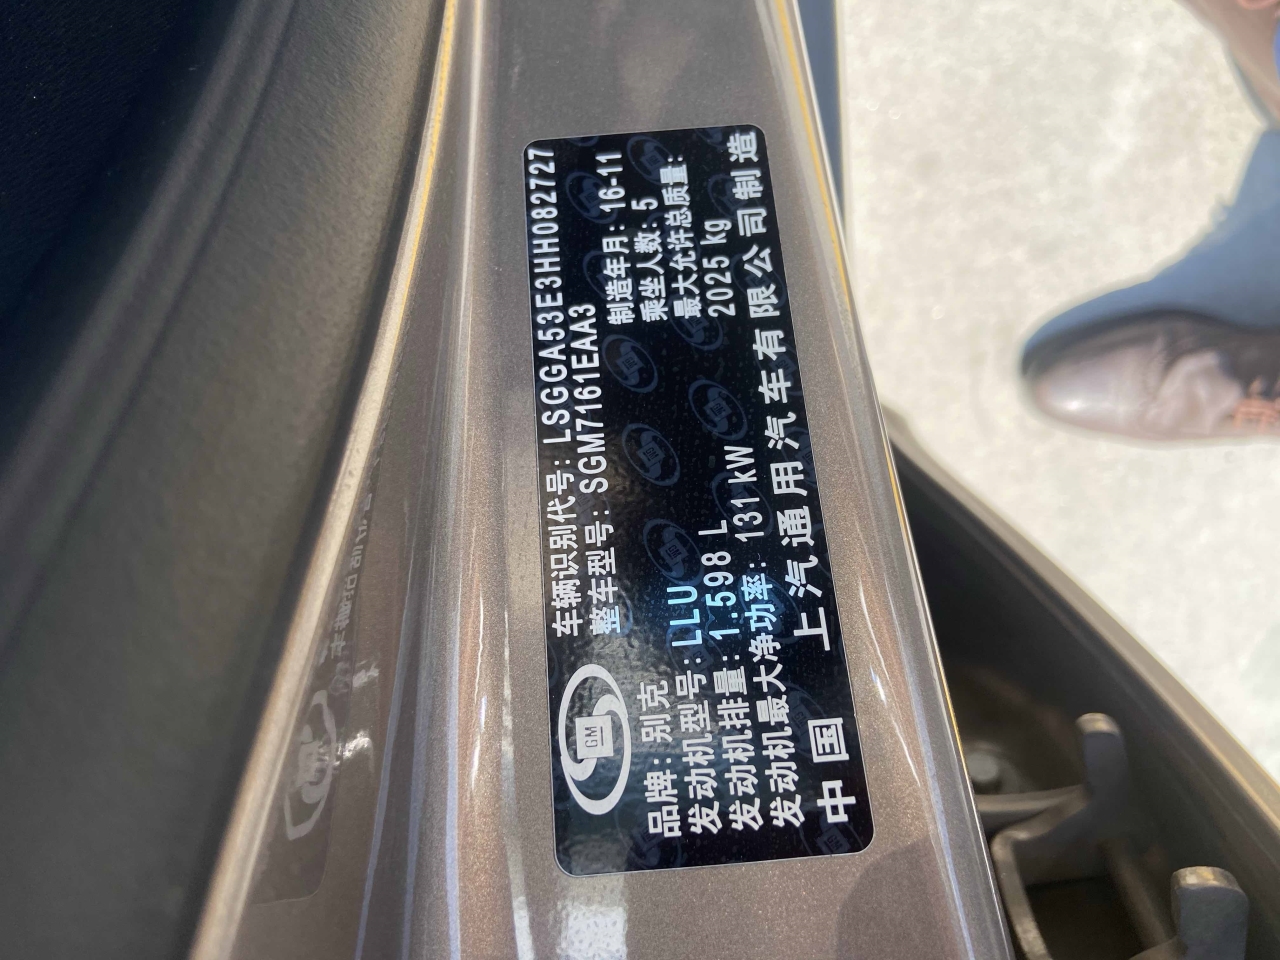 车辆识别代号: LSGGA53E3HH082727
整车型号: SGM7161EAA3
GM
品牌: 别克
制造年月: 16-11
发动机型号: LLU
乘坐人数: 5
发动机排量: 1.598 L
最大允许总质量:
2025 kg
发动机最大净功率: 131 kW
中国 上汽通用汽车有限公司制造